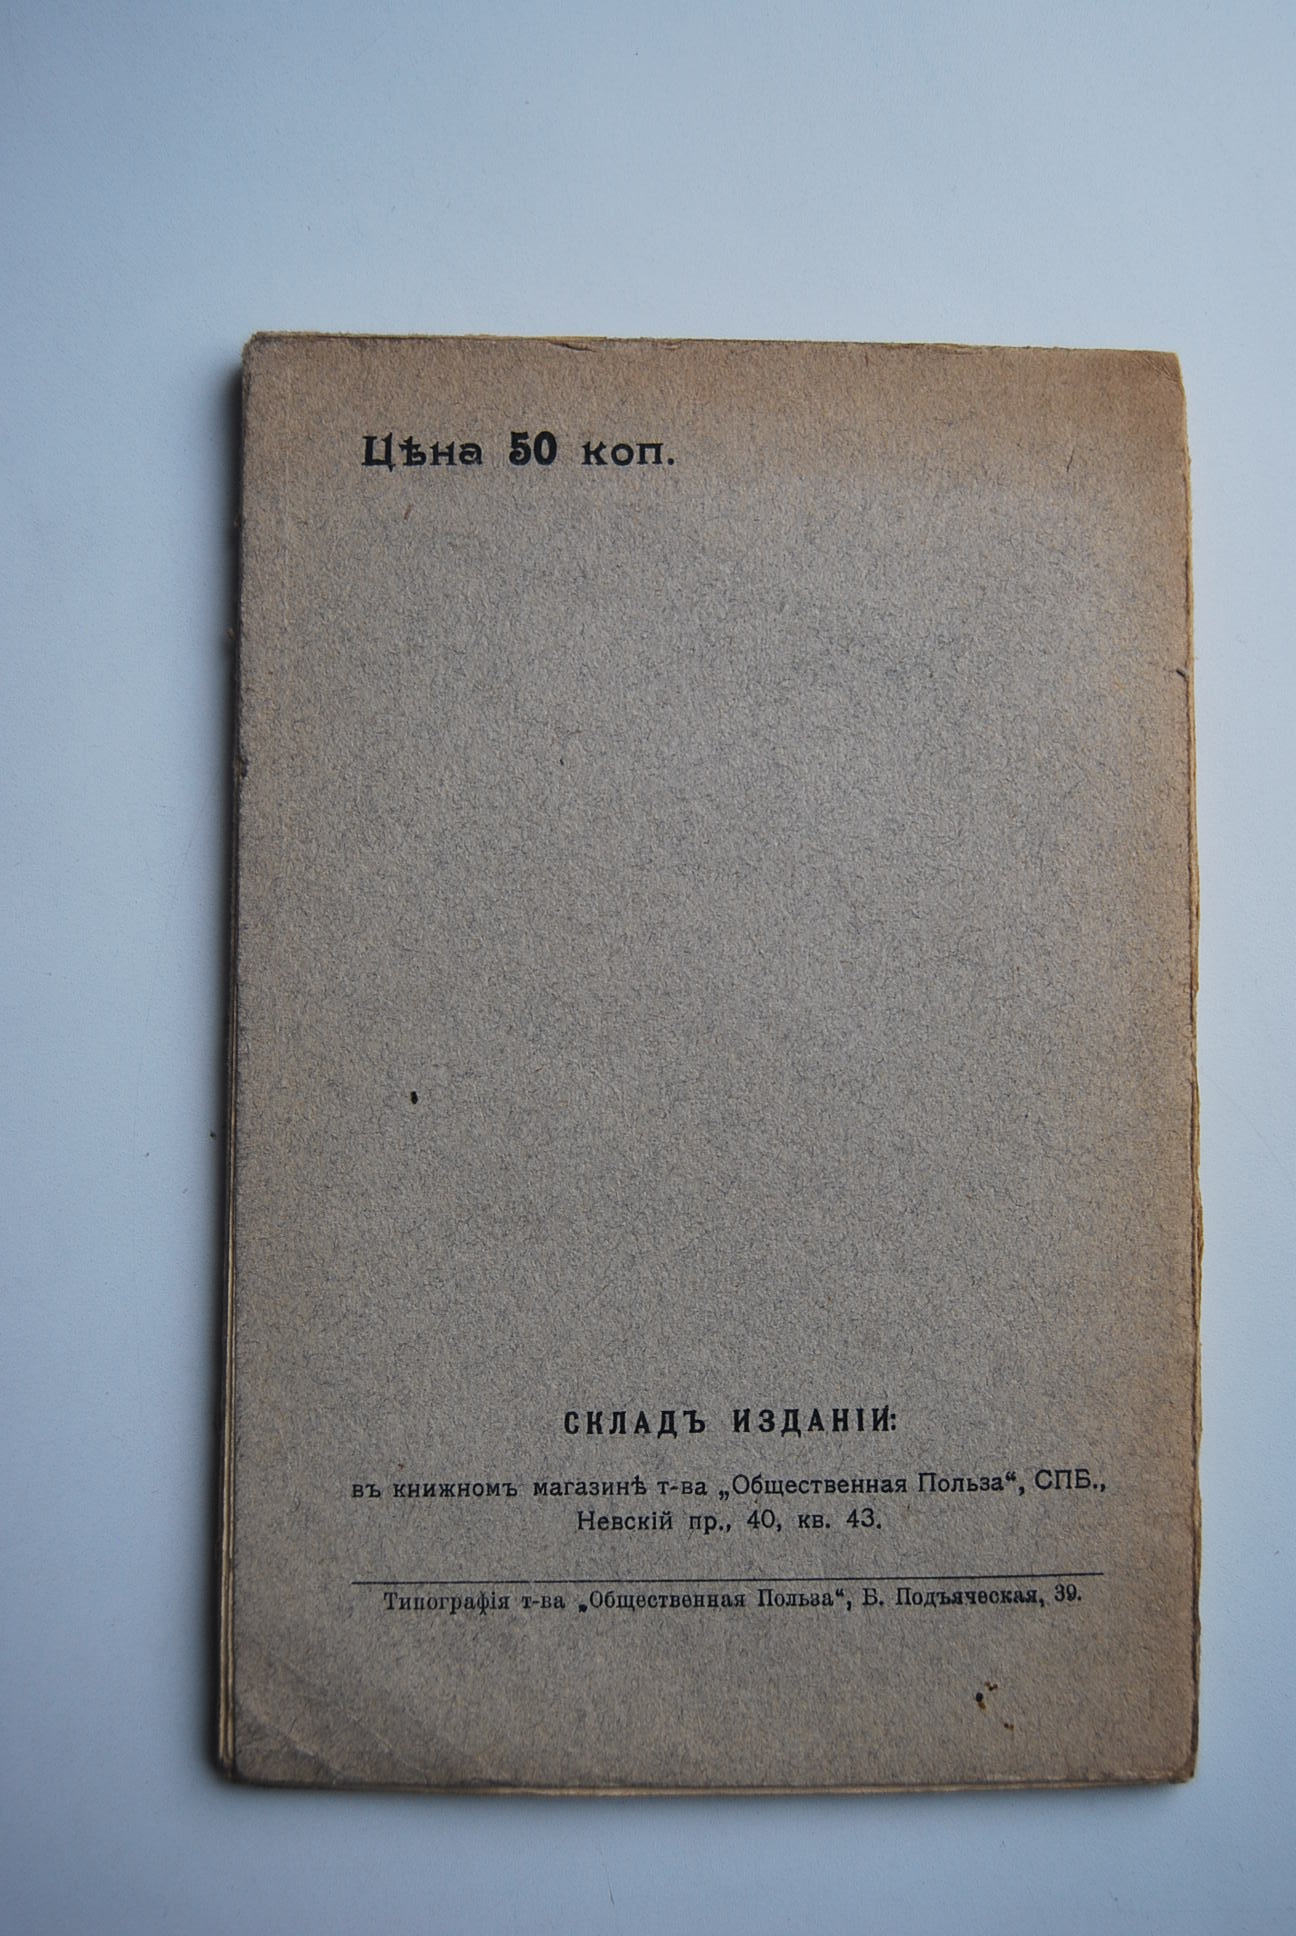 Цѣна 50 коп.
СКЛАДЪ ИЗДАНІЙ:
въ книжномъ магазинѣ т-ва „Общественная Польза“, СПБ.,
Невскій пр., 40, кв. 43.
Типографія т-ва „Общественная Польза“, Б. Подъяческая, 39.